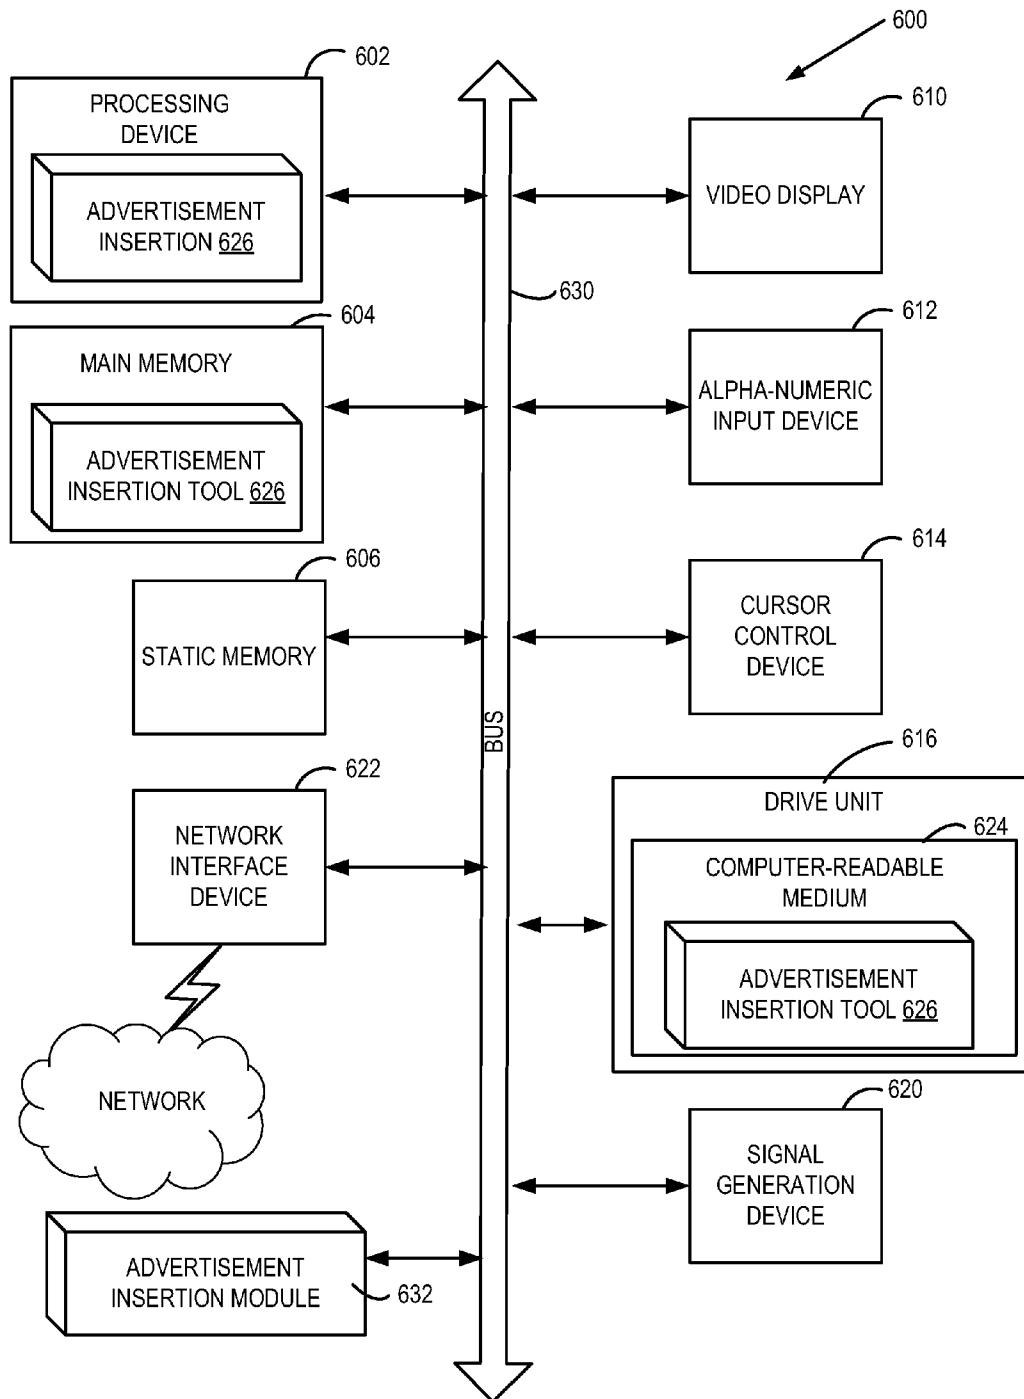 600
602
PROCESSING
DEVICE
ADVERTISEMENT
INSERTION 626
604
MAIN MEMORY
ADVERTISEMENT
INSERTION TOOL 626
606
STATIC MEMORY
622
NETWORK
INTERFACE
DEVICE
NETWORK
ADVERTISEMENT
INSERTION MODULE
632
BUS
630
610
VIDEO DISPLAY
612
ALPHA-NUMERIC
INPUT DEVICE
614
CURSOR
CONTROL
DEVICE
616
DRIVE UNIT
624
COMPUTER-READABLE
MEDIUM
ADVERTISEMENT
INSERTION TOOL 626
620
SIGNAL
GENERATION
DEVICE